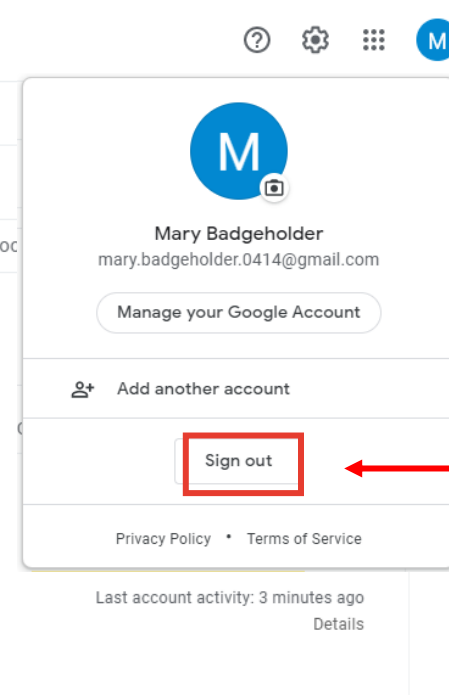 M
M
Mary Badgeholder
mary.badgeholder.0414@gmail.com
Manage your Google Account
Add another account
Sign out
Privacy Policy • Terms of Service
Last account activity: 3 minutes ago
Details